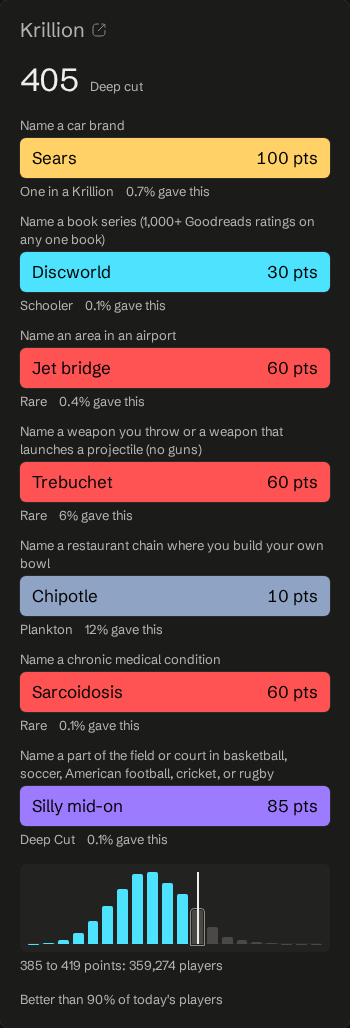 Krillion
405 Deep cut
Name a car brand
Sears 100 pts
One in a Krillion 0.7% gave this
Name a book series (1,000+ Goodreads ratings on
any one book)
Discworld 30 pts
Schooler 0.1% gave this
Name an area in an airport
Jet bridge 60 pts
Rare 0.4% gave this
Name a weapon you throw or a weapon that
launches a projectile (no guns)
Trebuchet 60 pts
Rare 6% gave this
Name a restaurant chain where you build your own
bowl
Chipotle 10 pts
Plankton 12% gave this
Name a chronic medical condition
Sarcoidosis 60 pts
Rare 0.1% gave this
Name a part of the field or court in basketball,
soccer, American football, cricket, or rugby
Silly mid-on 85 pts
Deep Cut 0.1% gave this
385 to 419 points: 359,274 players
Better than 90% of today's players